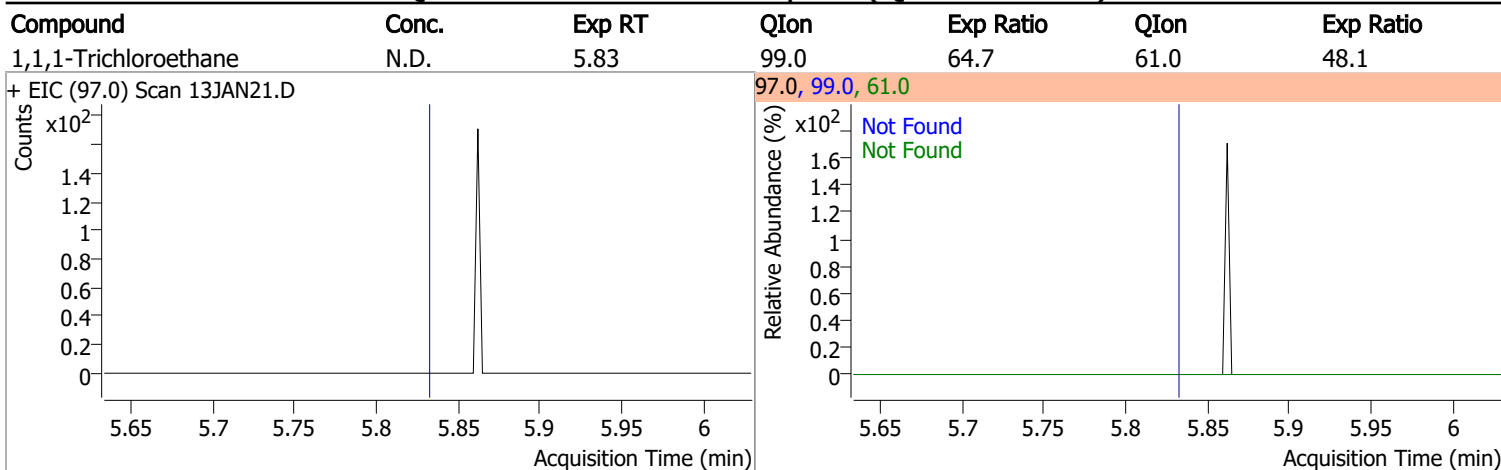 Compound Conc. Exp RT QIon Exp Ratio QIon Exp Ratio
1,1,1-Trichloroethane N.D. 5.83 99.0 64.7 61.0 48.1
+ EIC (97.0) Scan 13JAN21.D
Counts
x10²
1.4
1.2
1
0.8
0.6
0.4
0.2
0
5.65 5.7 5.75 5.8 5.85 5.9 5.95 6
Acquisition Time (min)
97.0, 99.0, 61.0
Relative Abundance (%)
x10²
Not Found
Not Found
1.6
1.4
1.2
1
0.8
0.6
0.4
0.2
0
5.65 5.7 5.75 5.8 5.85 5.9 5.95 6
Acquisition Time (min)